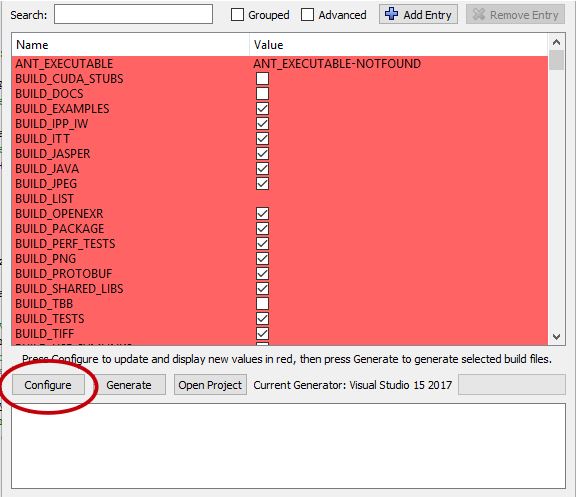 Search:
Grouped
Advanced
Add Entry
Remove Entry
Name Value
ANT_EXECUTABLE ANT_EXECUTABLE-NOTFOUND
BUILD_CUDA_STUBS
BUILD_DOCS
BUILD_EXAMPLES
BUILD_IPP_IW
BUILD_ITT
BUILD_JASPER
BUILD_JAVA
BUILD_JPEG
BUILD_LIST
BUILD_OPENEXR
BUILD_PACKAGE
BUILD_PERF_TESTS
BUILD_PNG
BUILD_PROTOBUF
BUILD_SHARED_LIBS
BUILD_TBB
BUILD_TESTS
BUILD_TIFF
Press Configure to update and display new values in red, then press Generate to generate selected build files.
Configure
Generate
Open Project
Current Generator: Visual Studio 15 2017